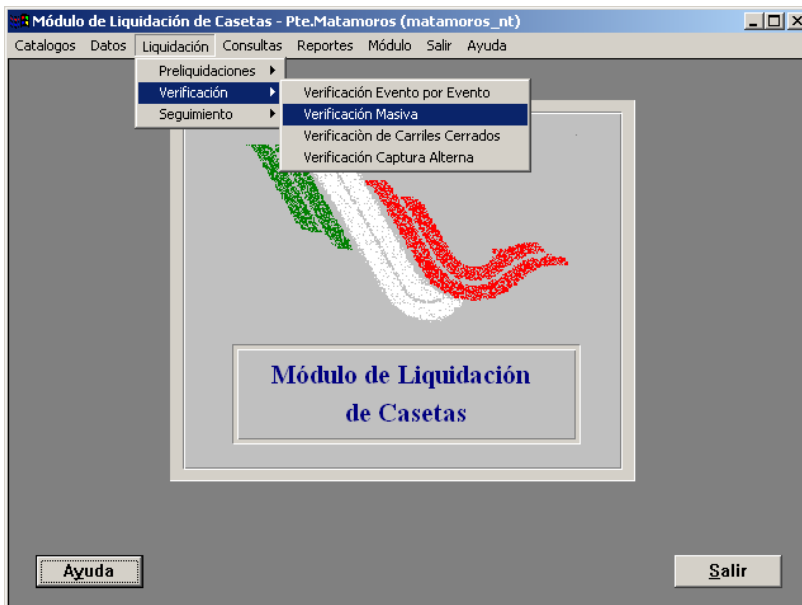 Módulo de Liquidación de Casetas - Pte.Matamoros (matamoros_nt)
Catalogos Datos Liquidación Consultas Reportes Módulo Salir Ayuda
Preliquidaciones
Verificación
Seguimiento
Verificación Evento por Evento
Verificación Masiva
Verificaciòn de Carriles Cerrados
Verificación Captura Alterna
Módulo de Liquidación
de Casetas
Ayuda
Salir